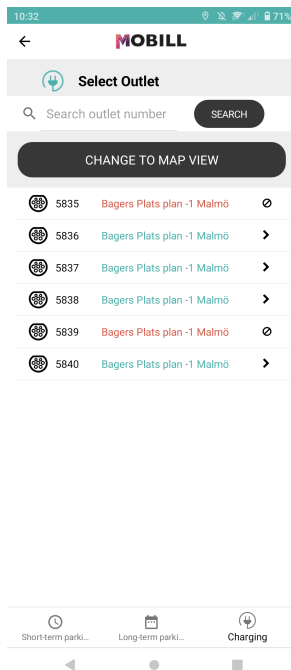 10:32 71%
MOBILL
Select Outlet
Search outlet number SEARCH
CHANGE TO MAP VIEW
5835 Bagers Plats plan -1 Malmö
5836 Bagers Plats plan -1 Malmö
5837 Bagers Plats plan -1 Malmö
5838 Bagers Plats plan -1 Malmö
5839 Bagers Plats plan -1 Malmö
5840 Bagers Plats plan -1 Malmö
Short-term parki... Long-term parki... Charging